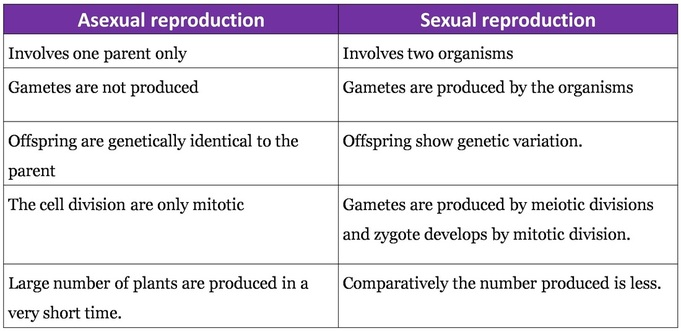 Asexual reproduction
Sexual reproduction
Involves one parent only
Involves two organisms
Gametes are not produced
Gametes are produced by the organisms
Offspring are genetically identical to the
parent
Offspring show genetic variation.
The cell division are only mitotic
Gametes are produced by meiotic divisions
and zygote develops by mitotic division.
Large number of plants are produced in a
very short time.
Comparatively the number produced is less.